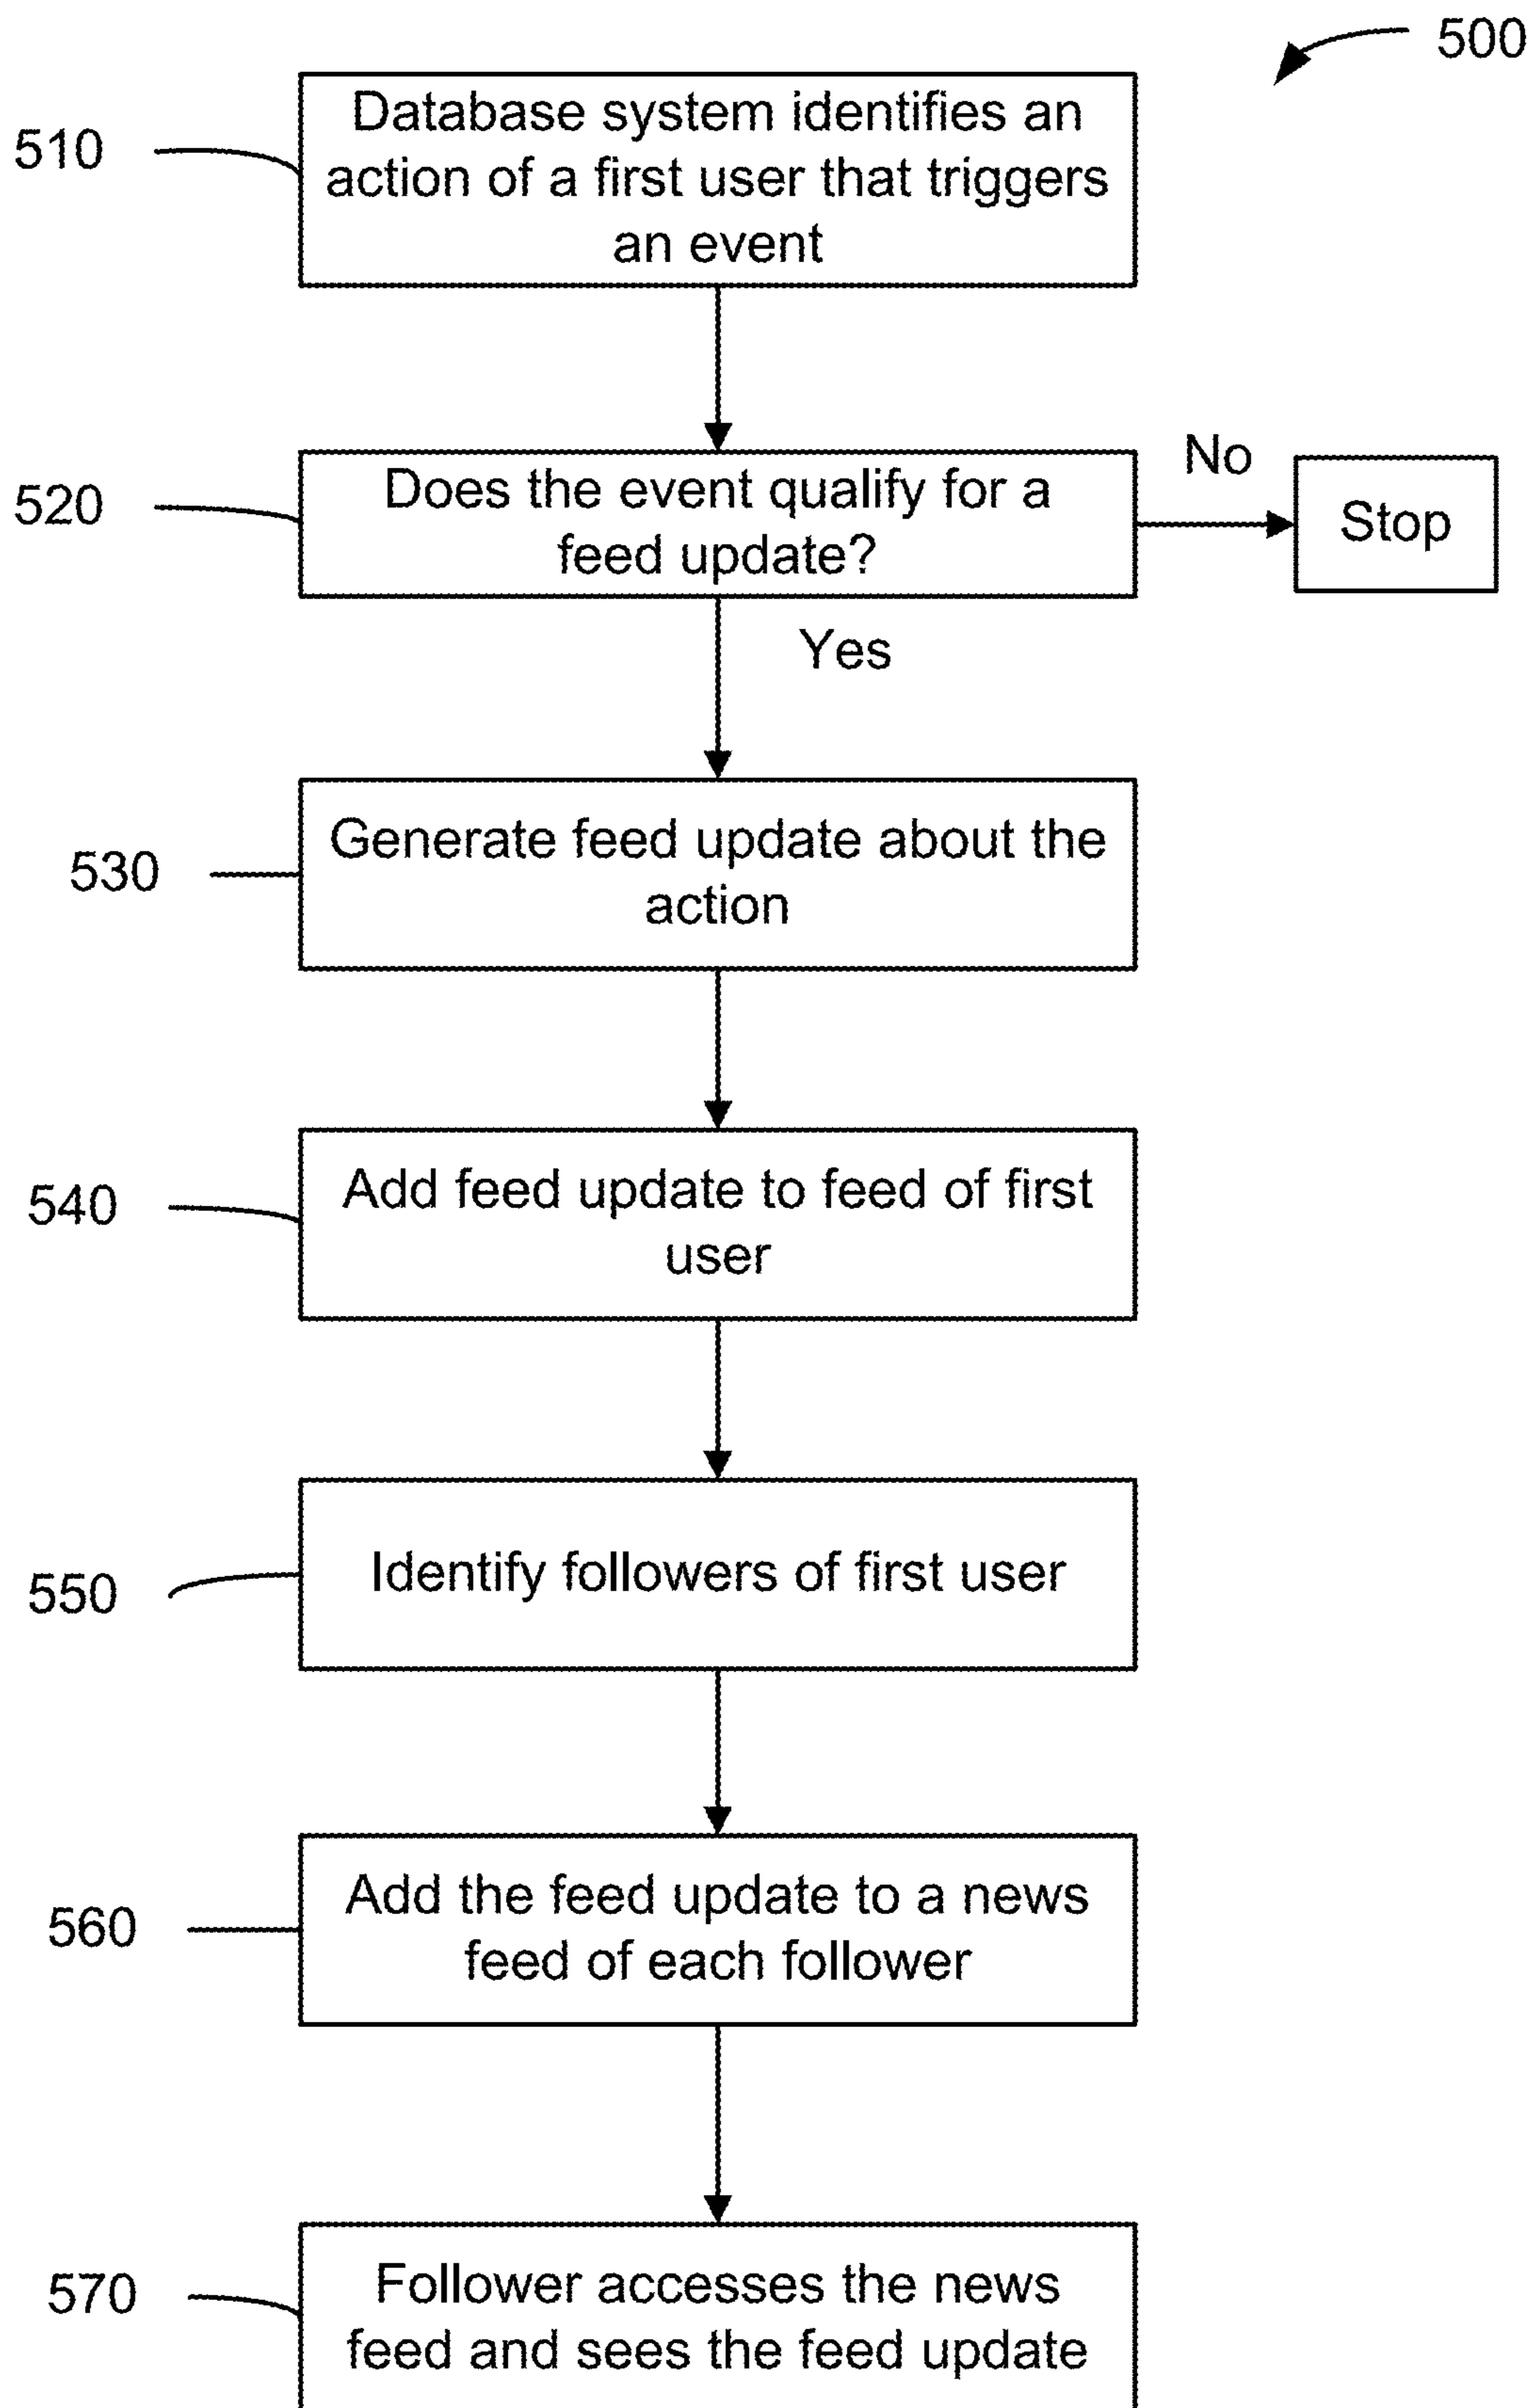 500
510
Database system identifies an
action of a first user that triggers
an event
520
Does the event qualify for a
feed update?
No
Stop
Yes
530
Generate feed update about the
action
540
Add feed update to feed of first
user
550
Identify followers of first user
560
Add the feed update to a news
feed of each follower
570
Follower accesses the news
feed and sees the feed update